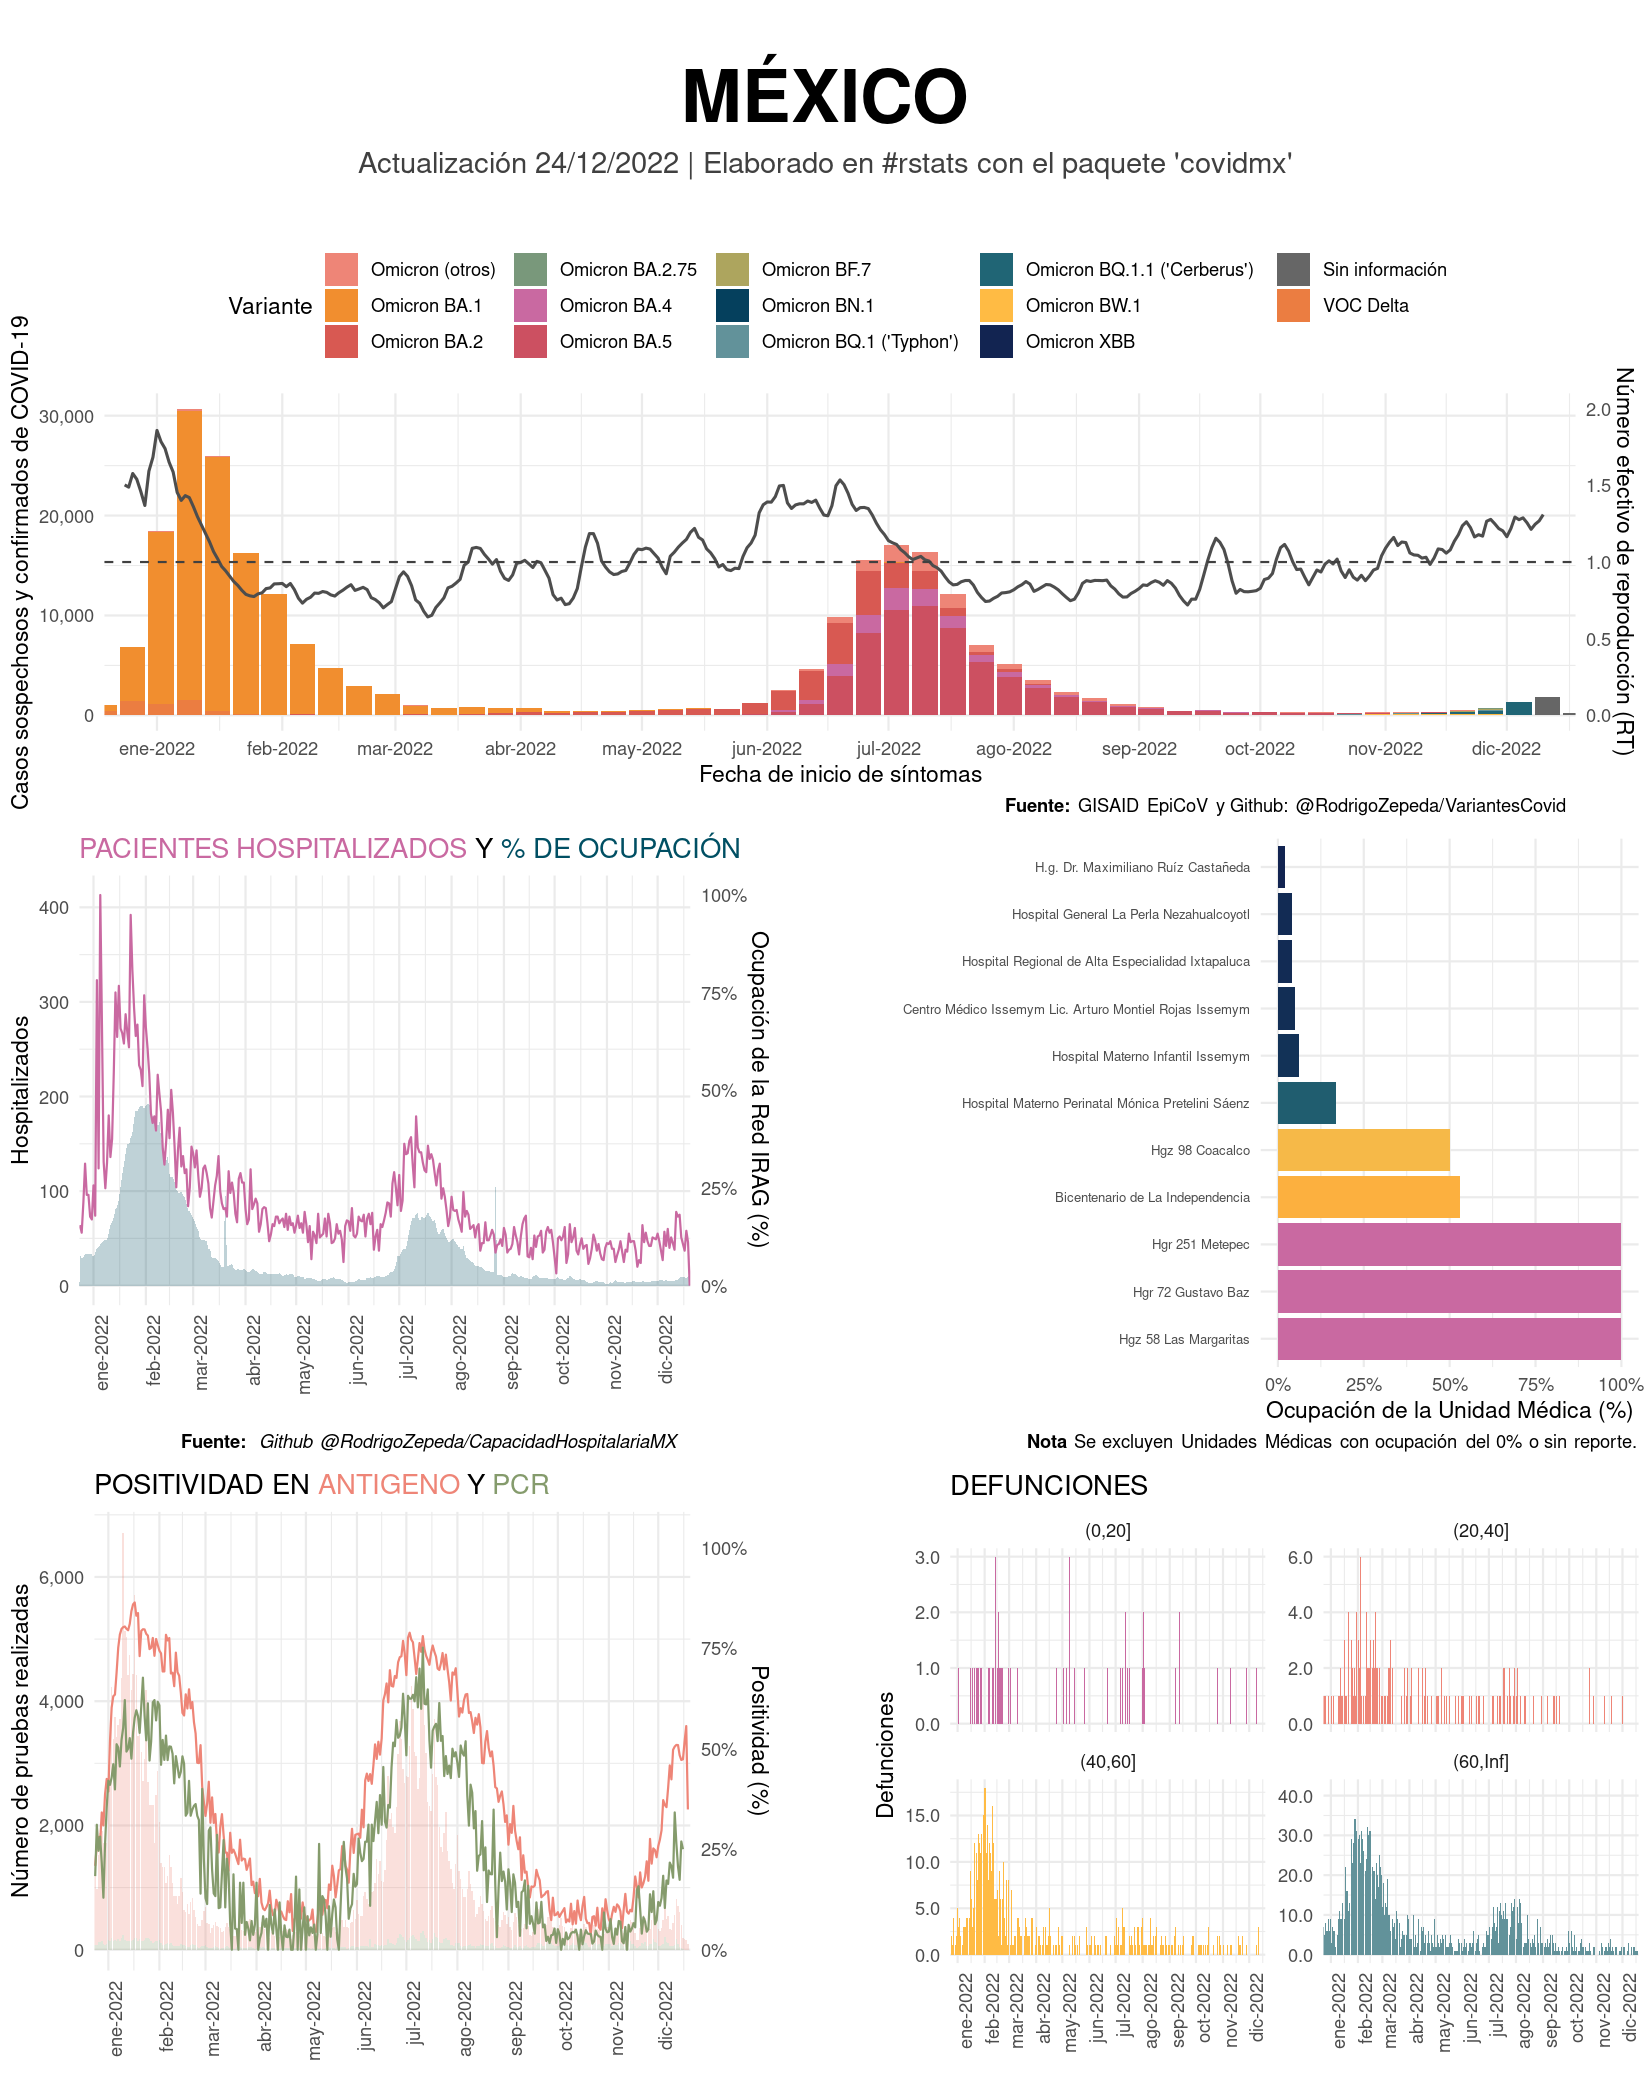 MÉXICO
Actualización 24/12/2022 | Elaborado en #rstats con el paquete 'covidmx'
Variante
Omicron (otros)
Omicron BA.1
Omicron BA.2
Omicron BA.2.75
Omicron BA.4
Omicron BA.5
Omicron BF.7
Omicron BN.1
Omicron BQ.1 ('Typhon')
Omicron BQ.1.1 ('Cerberus')
Omicron BW.1
Omicron XBB
Sin información
VOC Delta
Casos sospechosos y confirmados de COVID-19
30,000
20,000
10,000
0
Número efectivo de reproducción (RT)
2.0
1.5
1.0
0.5
0.0
ene-2022 feb-2022 mar-2022 abr-2022 may-2022 jun-2022 jul-2022 ago-2022 sep-2022 oct-2022 nov-2022 dic-2022
Fecha de inicio de síntomas
Fuente: GISAID EpiCoV y Github: @RodrigoZepeda/VariantesCovid
PACIENTES HOSPITALIZADOS Y % DE OCUPACIÓN
Hospitalizados
400
300
200
100
0
Ocupación de la Red IRAG (%)
100%
75%
50%
25%
0%
ene-2022 feb-2022 mar-2022 abr-2022 may-2022 jun-2022 jul-2022 ago-2022 sep-2022 oct-2022 nov-2022 dic-2022
Fuente: Github @RodrigoZepeda/CapacidadHospitalariaMX
H.g. Dr. Maximiliano Ruíz Castañeda
Hospital General La Perla Nezahualcoyotl
Hospital Regional de Alta Especialidad Ixtapaluca
Centro Médico Issemym Lic. Arturo Montiel Rojas Issemym
Hospital Materno Infantil Issemym
Hospital Materno Perinatal Mónica Pretelini Sáenz
Hgz 98 Coacalco
Bicentenario de La Independencia
Hgr 251 Metepec
Hgr 72 Gustavo Baz
Hgz 58 Las Margaritas
0% 25% 50% 75% 100%
Ocupación de la Unidad Médica (%)
Nota Se excluyen Unidades Médicas con ocupación del 0% o sin reporte.
POSITIVIDAD EN ANTIGENO Y PCR
Número de pruebas realizadas
6,000
4,000
2,000
0
Positividad (%)
100%
75%
50%
25%
0%
ene-2022 feb-2022 mar-2022 abr-2022 may-2022 jun-2022 jul-2022 ago-2022 sep-2022 oct-2022 nov-2022 dic-2022
DEFUNCIONES
Defunciones
(0,20]
3.0
2.0
1.0
0.0
(20,40]
6.0
4.0
2.0
0.0
(40,60]
15.0
10.0
5.0
0.0
(60,Inf]
40.0
30.0
20.0
10.0
0.0
ene-2022 feb-2022 mar-2022 abr-2022 may-2022 jun-2022 jul-2022 ago-2022 sep-2022 oct-2022 nov-2022 dic-2022
ene-2022 feb-2022 mar-2022 abr-2022 may-2022 jun-2022 jul-2022 ago-2022 sep-2022 oct-2022 nov-2022 dic-2022